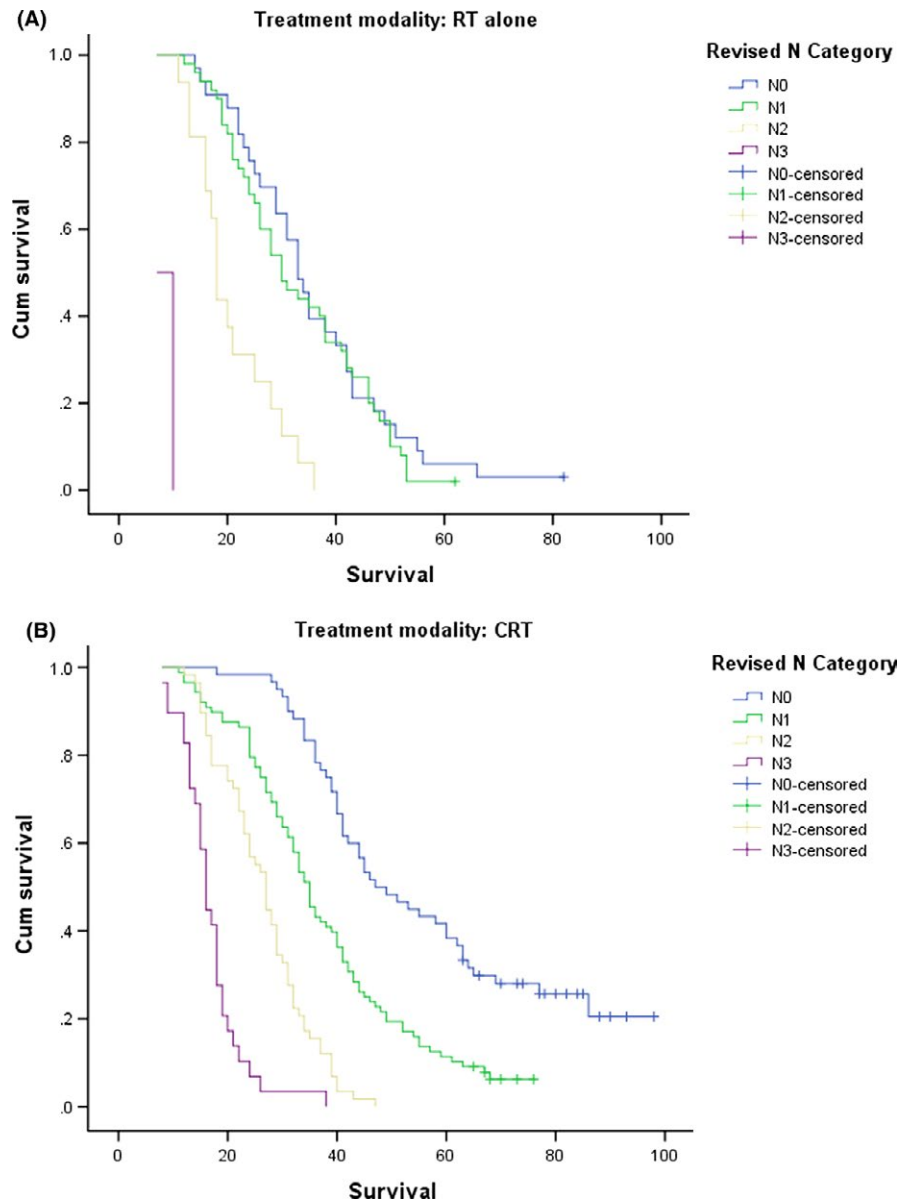 (A)
Treatment modality: RT alone
Revised N Category
N0
N1
N2
N3
N0-censored
N1-censored
N2-censored
N3-censored
1.0
.8
.6
.4
.2
.0
Cum survival
0 20 40 60 80 100
Survival
(B)
Treatment modality: CRT
Revised N Category
N0
N1
N2
N3
N0-censored
N1-censored
N2-censored
N3-censored
1.0
.8
.6
.4
.2
.0
Cum survival
0 20 40 60 80 100
Survival